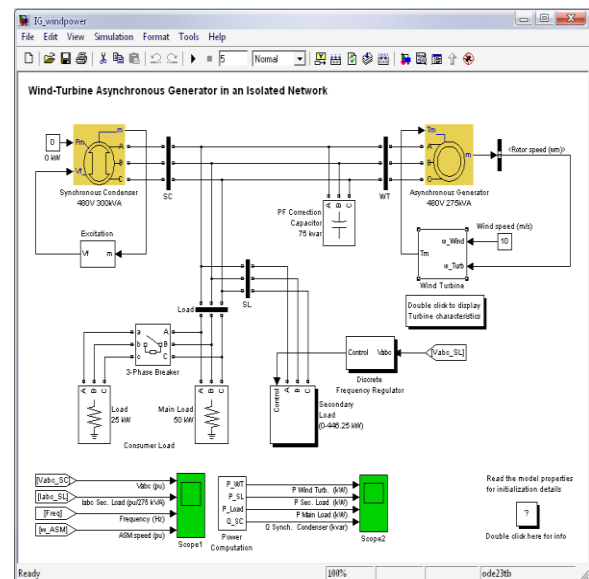 IG_windpower
File Edit View Simulation Format Tools Help
5 Normal
Wind-Turbine Asynchronous Generator in an Isolated Network
0
0 kW
Pm
Vf_
m
A
B
C
Synchronous Condenser
480V 300kVA
SC
WT
Tm
A
B
C
m
Asynchronous Generator
480V 275kVA
<Rotor speed (wm)>
Excitation
Vf m
A B C
PF Correction
Capacitor
75 kvar
Wind speed (m/s)
10
Tm
w_Wind
w_Turb
Wind Turbine
Double click to display
Turbine characteristics
SL
Load
a A
b B
c C
3-Phase Breaker
Control Vabc
[Vabc_SL]
Discrete
Frequency Regulator
A B C
Load
25 kW
A B C
Main Load
50 kW
Consumer Load
Control
A B C
Secondary
Load
(0-446.25 kW)
[Vabc_SC]
Vabc (pu)
[Iabc_SL]
Iabc Sec. Load (pu/275 kVA)
[Freq]
Frequency (Hz)
[w_ASM]
ASM speed (pu)
Scope1
P_WT
P_SL
P_Load
Q_SC
Power
Computation
P Wind Turb. (kW)
P Sec. Load (kW)
P Main Load (kW)
Q Synch. Condenser (kvar)
Scope2
Read the model properties
for initialization details
?
Double click here for info
Ready 100% ode23tb